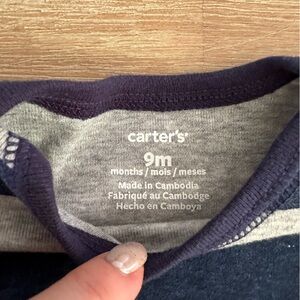 carter's
9m
months / mois / meses
Made in Cambodia
Fabriqué au Cambodge
Hecho en Camboya